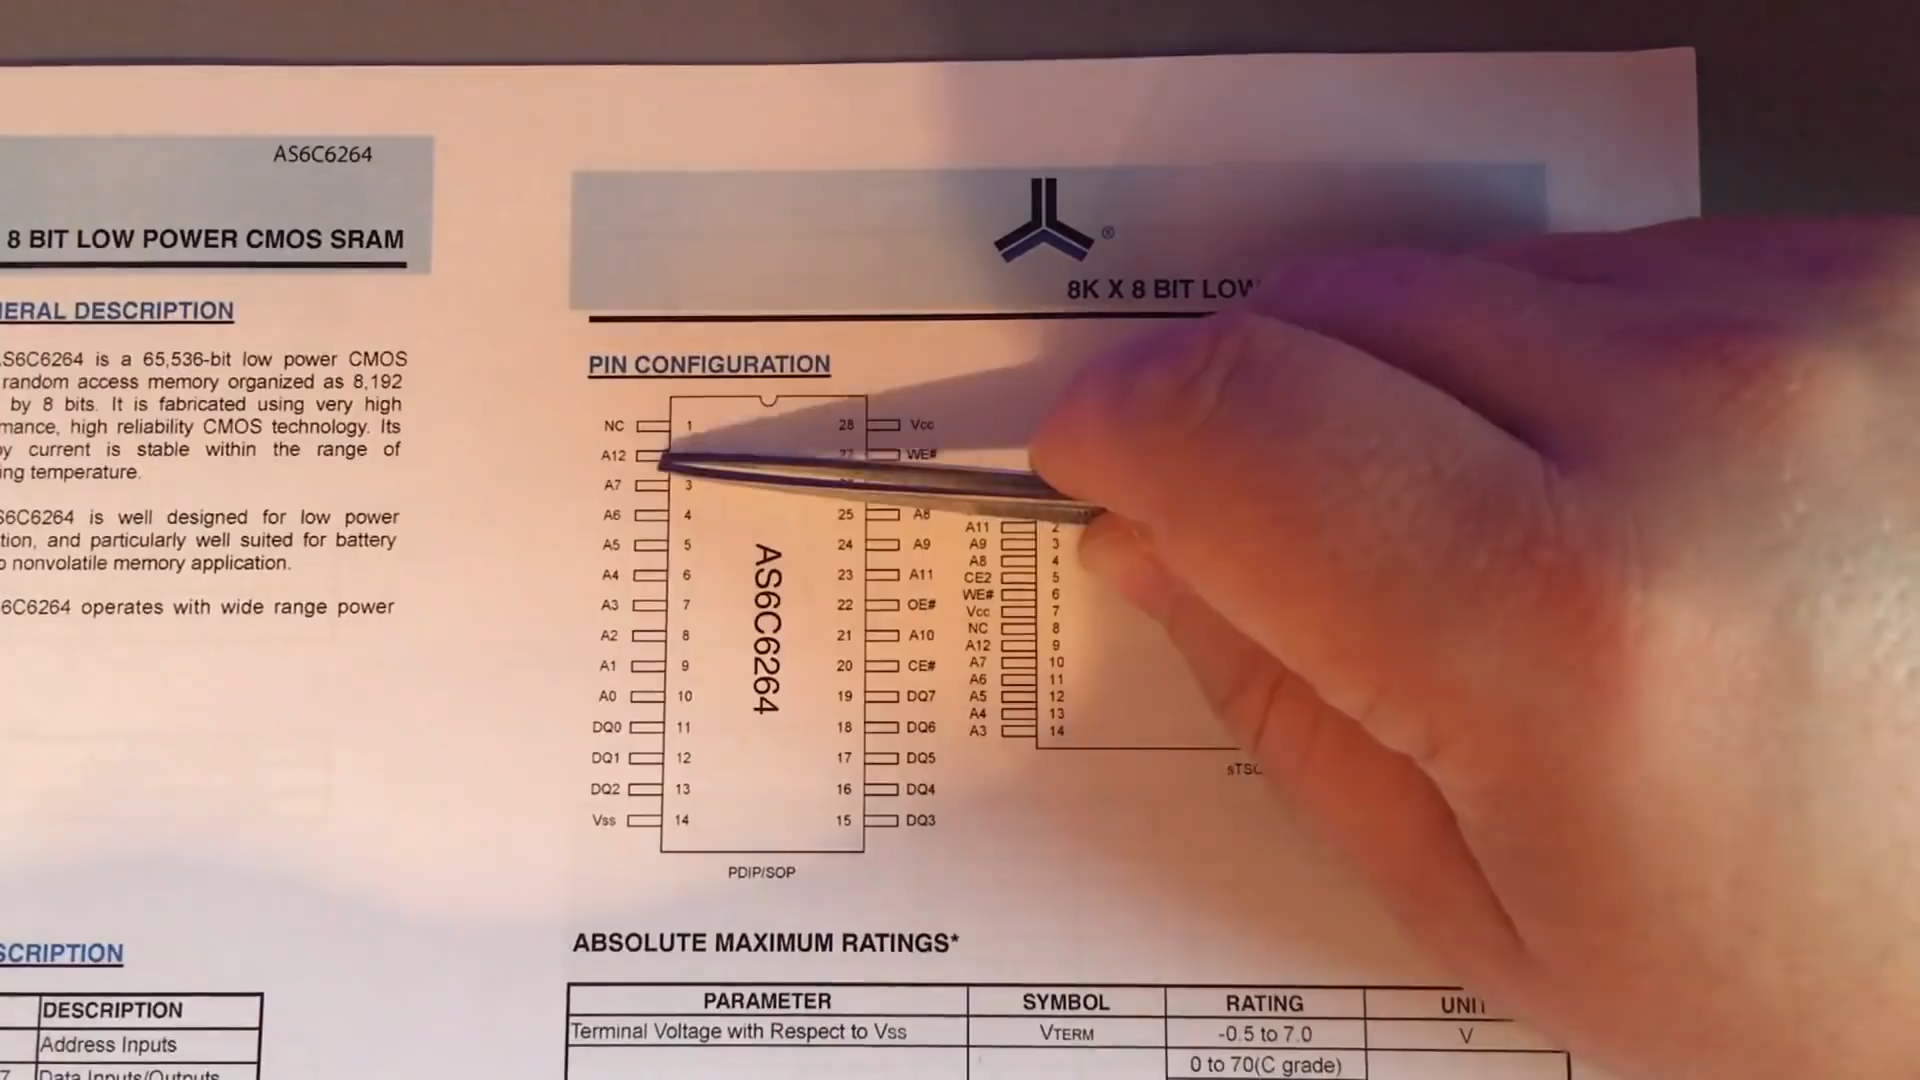 AS6C6264
8 BIT LOW POWER CMOS SRAM
ERAL DESCRIPTION
S6C6264 is a 65,536-bit low power CMOS
random access memory organized as 8,192
by 8 bits. It is fabricated using very high
mance, high reliability CMOS technology. Its
y current is stable within the range of
ing temperature.
S6C6264 is well designed for low power
tion, and particularly well suited for battery
nonvolatile memory application.
6C6264 operates with wide range power
SCRIPTION
DESCRIPTION
Address Inputs
7 Data Inputs/Outputs
®
8K X 8 BIT LOW
PIN CONFIGURATION
NC 1 28 Vcc
A12 27 WE#
A7 3
A6 4 25 A8
A5 5 24 A9
A4 6 23 A11
A3 7 22 OE#
A2 8 21 A10
A1 9 20 CE#
A0 10 19 DQ7
DQ0 11 18 DQ6
DQ1 12 17 DQ5
DQ2 13 16 DQ4
Vss 14 15 DQ3
AS6C6264
PDIP/SOP
A11 2
A9 3
A8 4
CE2 5
WE# 6
Vcc 7
NC 8
A12 9
A7 10
A6 11
A5 12
A4 13
A3 14
sTSO
ABSOLUTE MAXIMUM RATINGS*
PARAMETER SYMBOL RATING UNIT
Terminal Voltage with Respect to Vss VTERM -0.5 to 7.0 V
0 to 70(C grade)